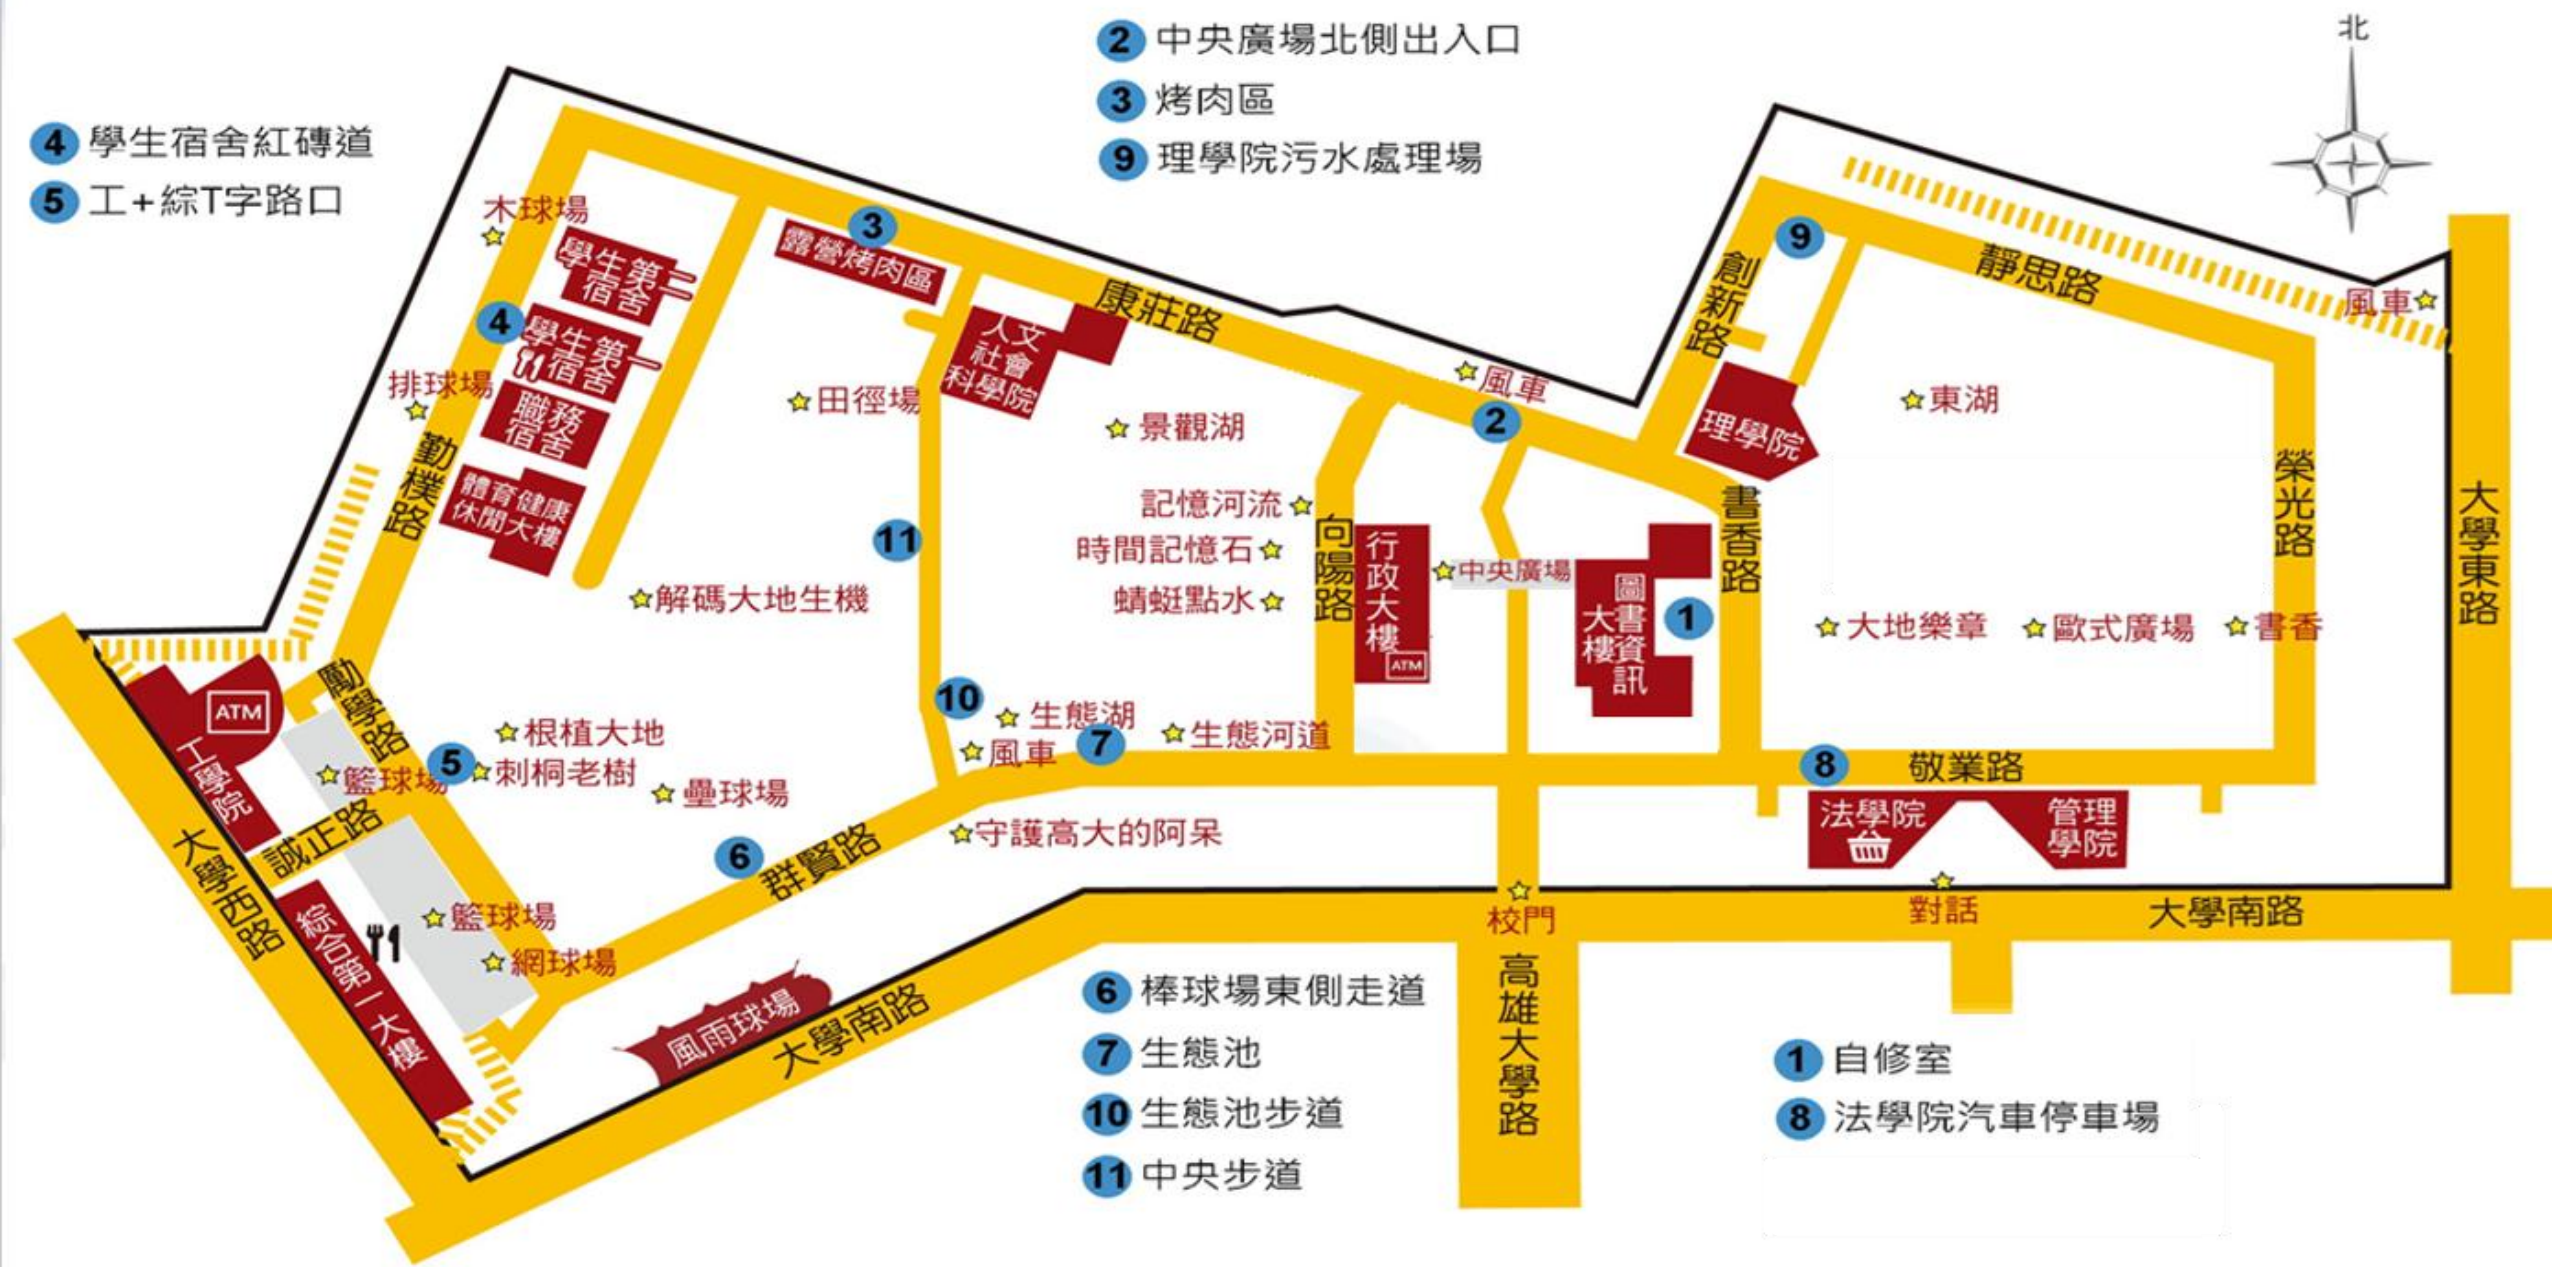 北
2 中央廣場北側出入口
3 烤肉區
9 理學院污水處理場
4 學生宿舍紅磚道
5 工+綜T字路口
木球場
學生第二
宿舍
4
學生第一
宿舍
排球場
職務
宿舍
勤樸路
體育健康
休閒大樓
3
露營烤肉區
康莊路
人文
社會
科學院
田徑場
景觀湖
11
解碼大地生機
記憶河流
時間記憶石
蜻蜓點水
向陽路
行政大樓
ATM
風車
2
中央廣場
圖書資訊
大樓
1
書香路
創新路
9
靜思路
風車
理學院
東湖
榮光路
大學東路
大地樂章
歐式廣場
書香
ATM
工學院
勵學路
籃球場
5
根植大地
刺桐老樹
壘球場
10
生態湖
風車
7
生態河道
8
敬業路
誠正路
大學西路
6
群賢路
守護高大的阿呆
法學院
管理
學院
綜合第一大樓
籃球場
網球場
校門
對話
大學南路
風雨球場
大學南路
高雄大學路
6 棒球場東側走道
7 生態池
10 生態池步道
11 中央步道
1 自修室
8 法學院汽車停車場